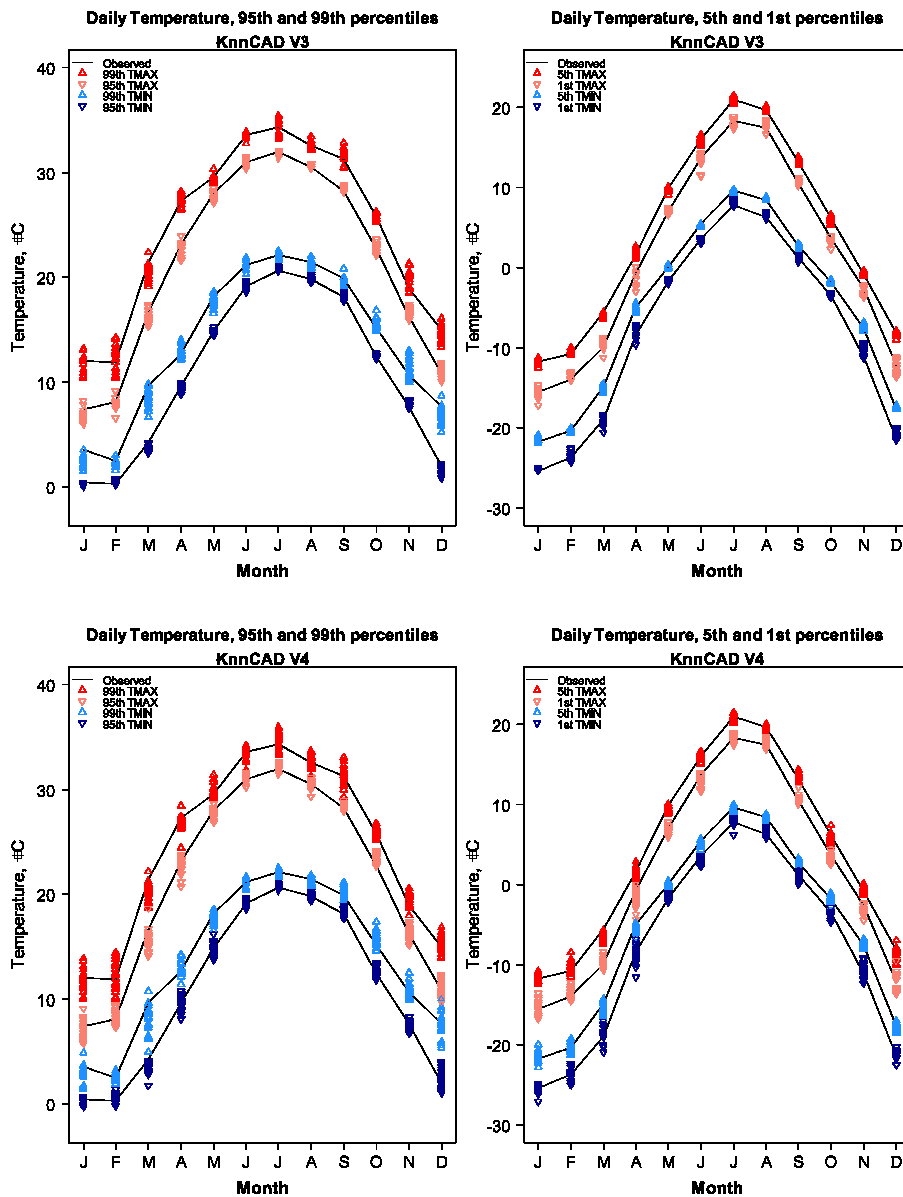 Daily Temperature, 95th and 99th percentiles
KnnCAD V3
Observed
99th TMAX
95th TMAX
99th TMIN
95th TMIN
40
30
20
10
0
Temperature, #C
J F M A M J J A S O N D
Month
Daily Temperature, 5th and 1st percentiles
KnnCAD V3
Observed
5th TMAX
1st TMAX
5th TMIN
1st TMIN
20
10
0
-10
-20
-30
Temperature, #C
J F M A M J J A S O N D
Month
Daily Temperature, 95th and 99th percentiles
KnnCAD V4
Observed
99th TMAX
95th TMAX
99th TMIN
95th TMIN
40
30
20
10
0
Temperature, #C
J F M A M J J A S O N D
Month
Daily Temperature, 5th and 1st percentiles
KnnCAD V4
Observed
5th TMAX
1st TMAX
5th TMIN
1st TMIN
20
10
0
-10
-20
-30
Temperature, #C
J F M A M J J A S O N D
Month